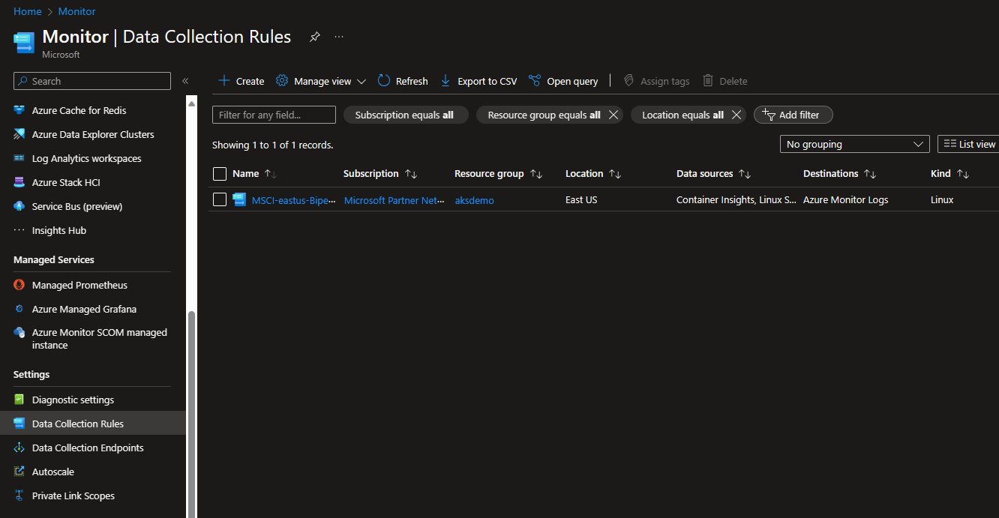 Home > Monitor
Monitor | Data Collection Rules ...
Microsoft
Search
«
Create
Manage view
Refresh
Export to CSV
Open query
Assign tags
Delete
Azure Cache for Redis
Azure Data Explorer Clusters
Log Analytics workspaces
Azure Stack HCI
Service Bus (preview)
Insights Hub
Managed Services
Managed Prometheus
Azure Managed Grafana
Azure Monitor SCOM managed
instance
Settings
Diagnostic settings
Data Collection Rules
Data Collection Endpoints
Autoscale
Private Link Scopes
Filter for any field...
Subscription equals all
Resource group equals all
Location equals all
Add filter
Showing 1 to 1 of 1 records.
No grouping
List view
Name
Subscription
Resource group
Location
Data sources
Destinations
Kind
MSCI-eastus-Bipe...
Microsoft Partner Net...
aksdemo
East US
Container Insights, Linux S...
Azure Monitor Logs
Linux